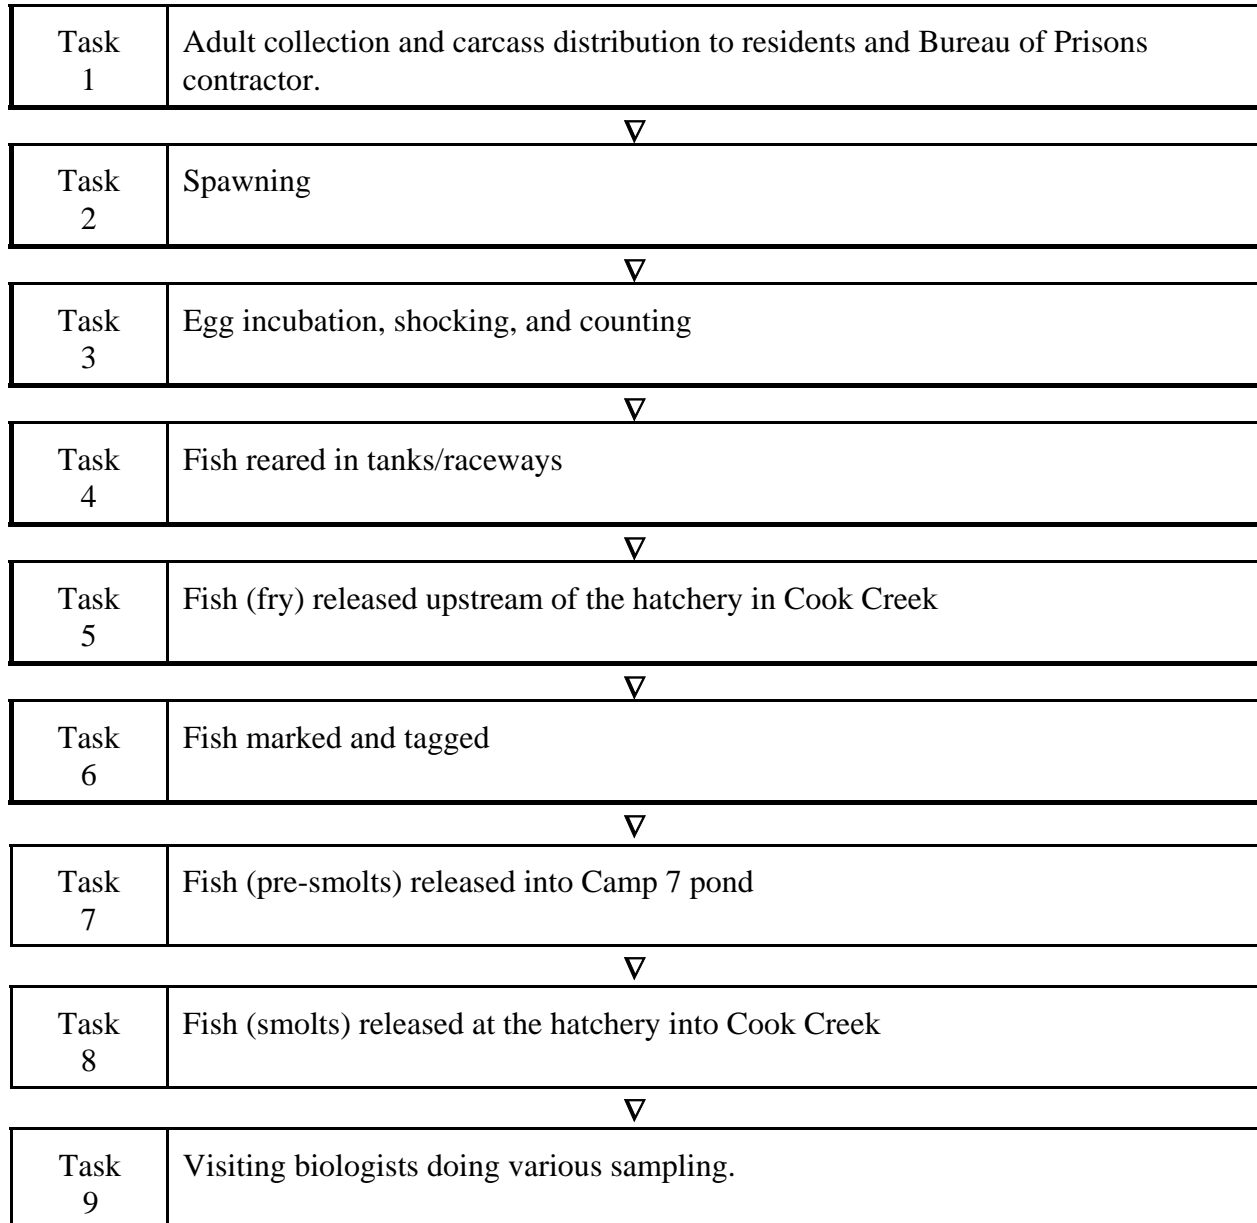 Task
1
Adult collection and carcass distribution to residents and Bureau of Prisons
contractor.
Task
2
Spawning
Task
3
Egg incubation, shocking, and counting
Task
4
Fish reared in tanks/raceways
Task
5
Fish (fry) released upstream of the hatchery in Cook Creek
Task
6
Fish marked and tagged
Task
7
Fish (pre-smolts) released into Camp 7 pond
Task
8
Fish (smolts) released at the hatchery into Cook Creek
Task
9
Visiting biologists doing various sampling.